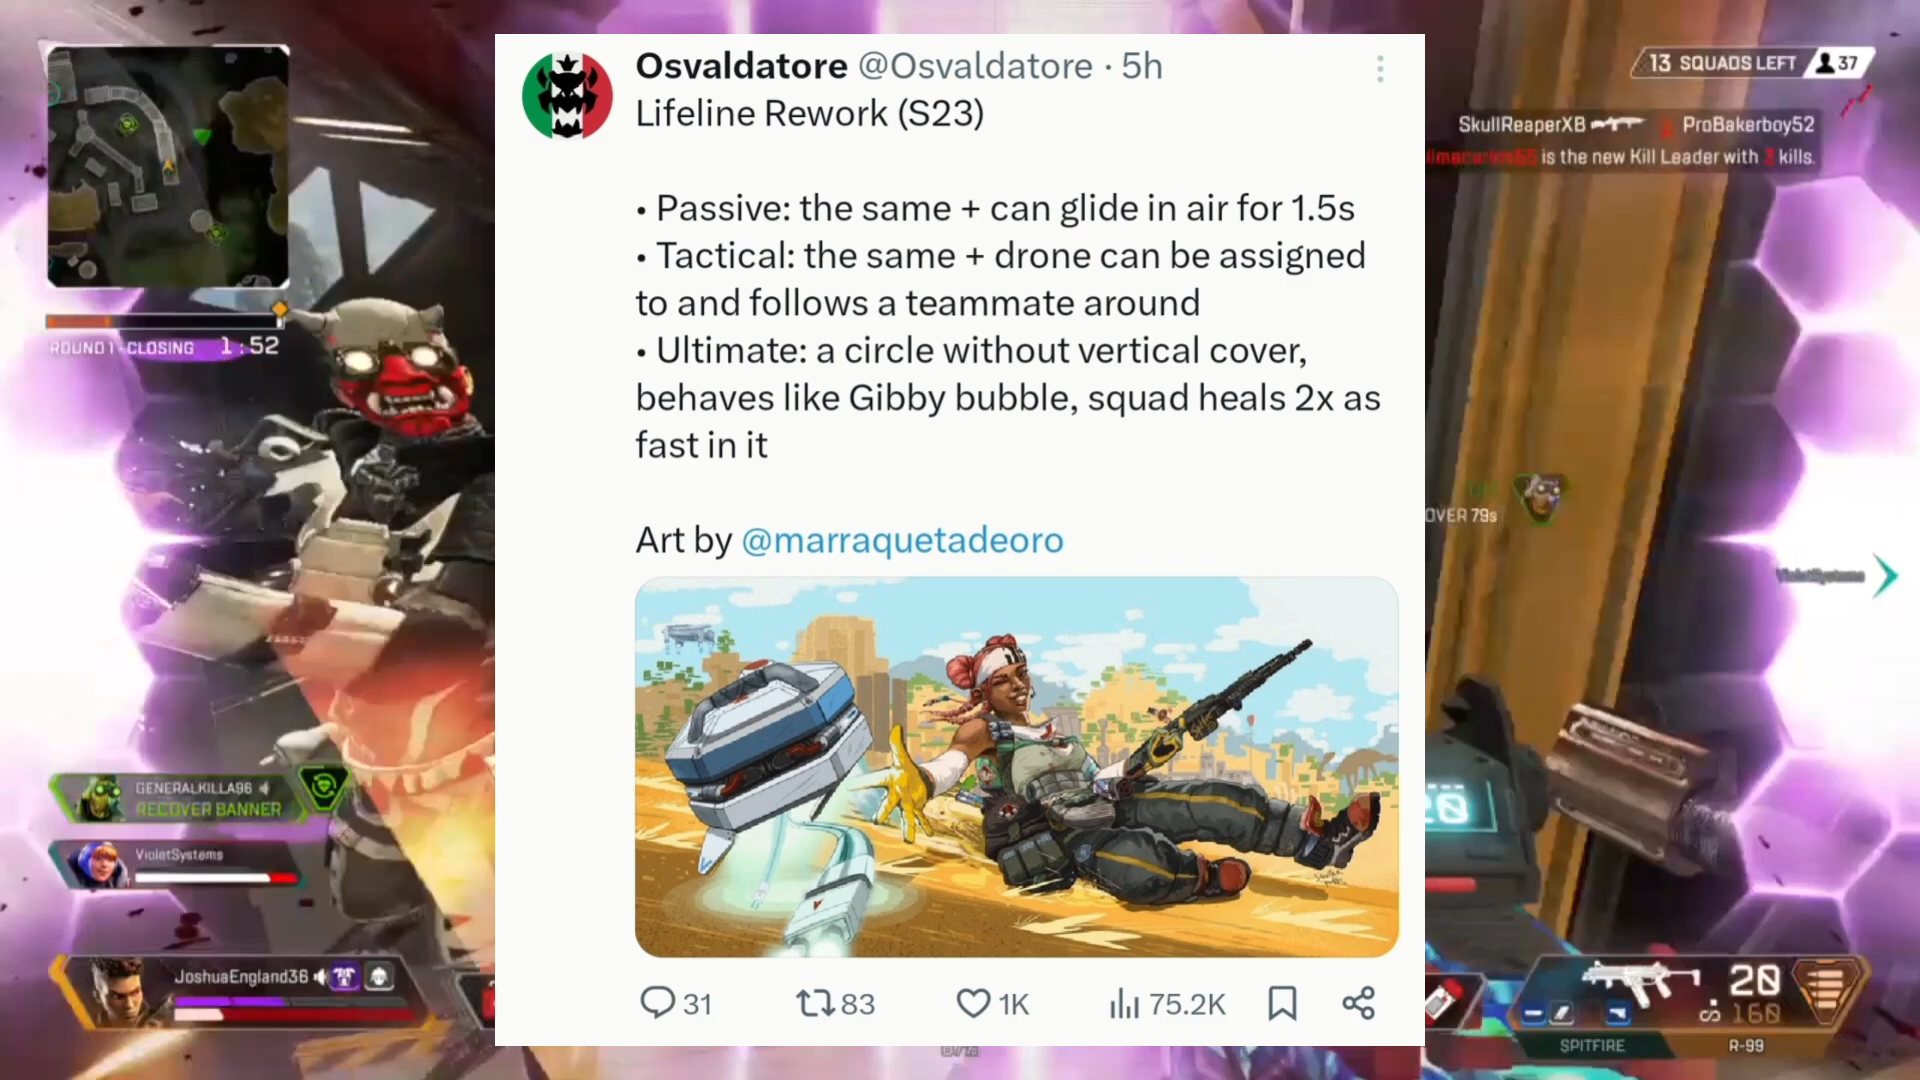 Osvaldatore @Osvaldatore · 5h
Lifeline Rework (S23)
• Passive: the same + can glide in air for 1.5s
• Tactical: the same + drone can be assigned
to and follows a teammate around
• Ultimate: a circle without vertical cover,
behaves like Gibby bubble, squad heals 2x as
fast in it
Art by @marraquetadeoro
31 83 1K 75.2K
ROUND 1 - CLOSING 1:52
GENERALKILLA96
RECOVER BANNER
VioletSystems
JoshuaEngland36
13 SQUADS LEFT 37
SkullReaperXB ProBakerboy52
is the new Kill Leader with 3 kills.
OVER 79s
VioletSystems
20
20
160
SPITFIRE R-99